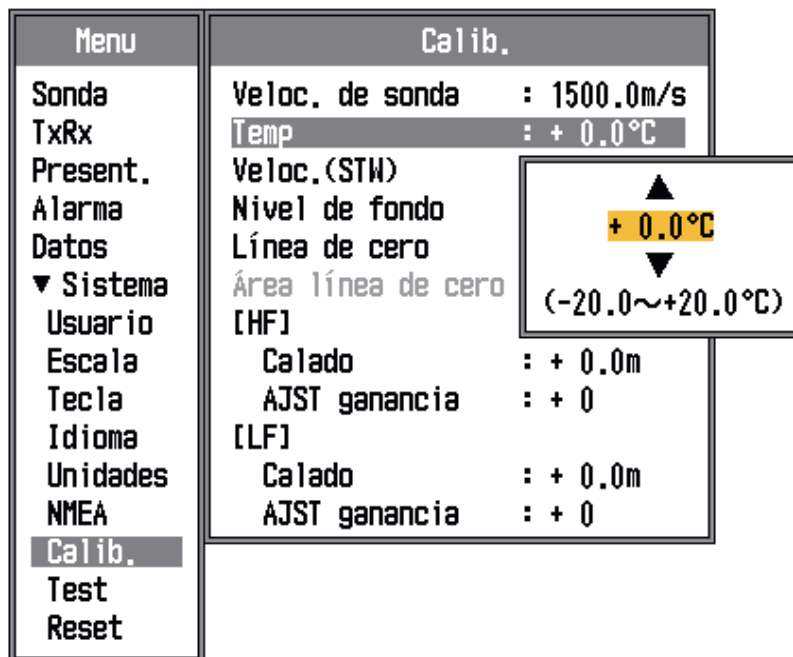 Menu
Sonda
TxRx
Present.
Alarma
Datos
▼ Sistema
Usuario
Escala
Tecla
Idioma
Unidades
NMEA
Calib.
Test
Reset
Calib.
Veloc. de sonda : 1500.0m/s
Temp : + 0.0°C
Veloc.(STW)
Nivel de fondo
Línea de cero
Área línea de cero
[HF]
Calado : + 0.0m
AJST ganancia : + 0
[LF]
Calado : + 0.0m
AJST ganancia : + 0
▲
+ 0.0°C
▼
(-20.0～+20.0°C)